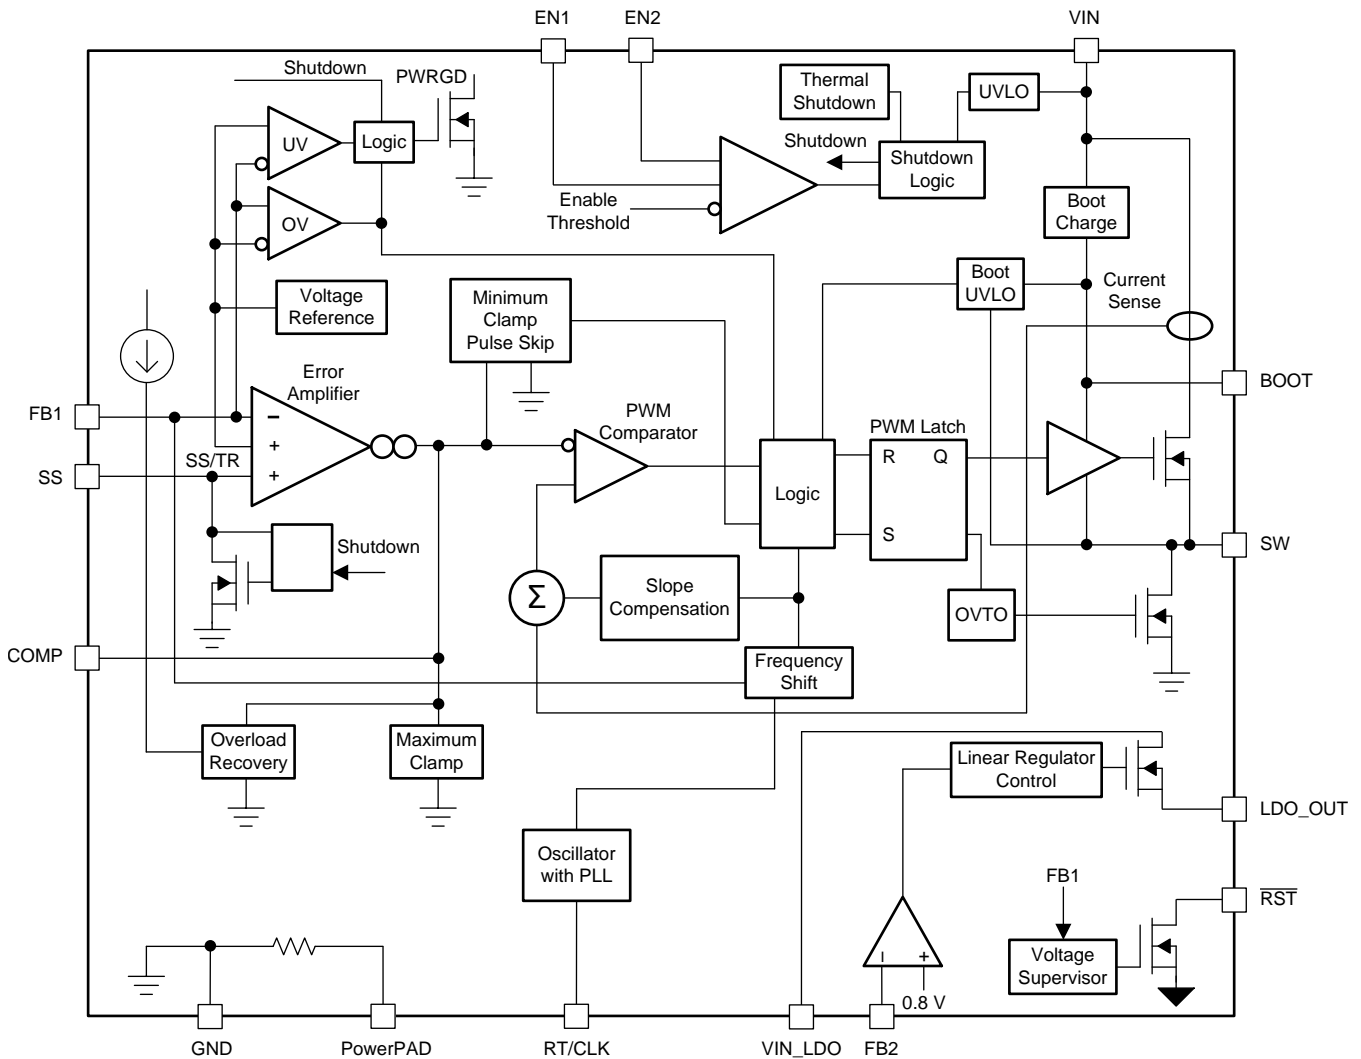 EN1
EN2
VIN
Shutdown
PWRGD
Thermal
Shutdown
UVLO
UV
Logic
Shutdown
Shutdown
Logic
Enable
Threshold
Boot
Charge
OV
Boot
UVLO
Current
Sense
Voltage
Reference
Minimum
Clamp
Pulse Skip
Error
Amplifier
BOOT
FB1
−
+
+
SS/TR
SS
PWM
Comparator
PWM Latch
R
Q
S
Logic
SW
Shutdown
Σ
Slope
Compensation
OVTO
COMP
Frequency
Shift
Overload
Recovery
Maximum
Clamp
Linear Regulator
Control
LDO_OUT
Oscillator
with PLL
FB1
RST
−
+
Voltage
Supervisor
0.8 V
GND
PowerPAD
RT/CLK
VIN_LDO
FB2